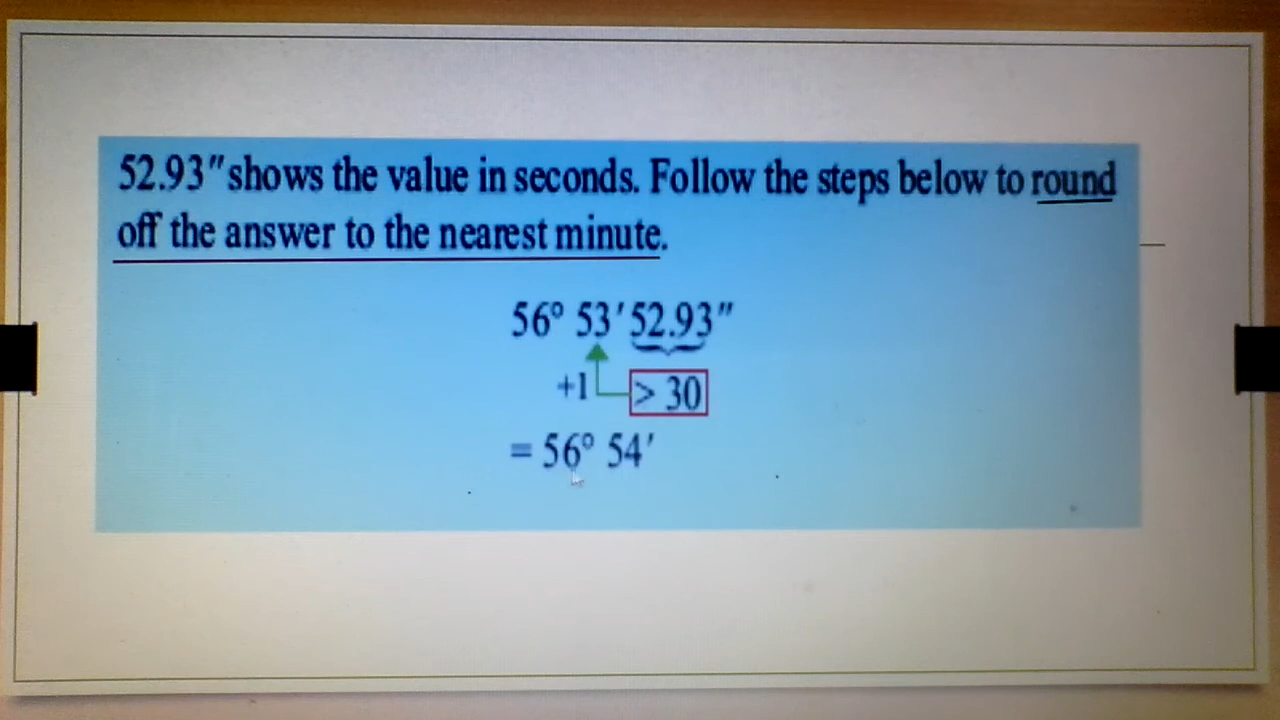 52.93″ shows the value in seconds. Follow the steps below to round
off the answer to the nearest minute.
56° 53′ 52.93″
+1 > 30
= 56° 54′